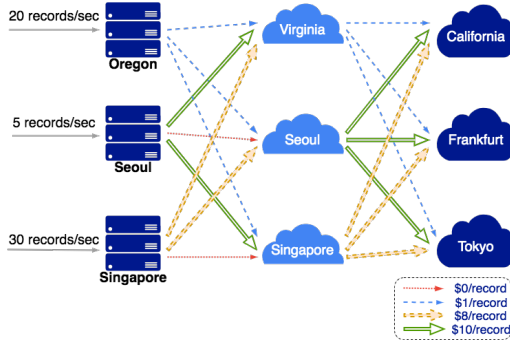 20 records/sec
Oregon
Virginia
California
5 records/sec
Seoul
Seoul
Frankfurt
30 records/sec
Singapore
Singapore
Tokyo
$0/record
$1/record
$8/record
$10/record